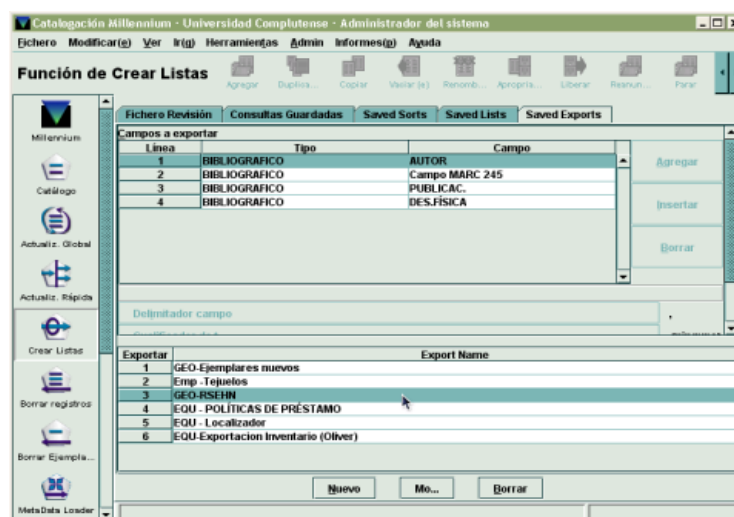 Catalogación Millennium - Universidad Complutense - Administrador del sistema
Fichero Modificar(e) Ver Ir(g) Herramientas Admin Informes(p) Ayuda
Función de Crear Listas
Agregar Duplica... Copiar Vaciar (e) Renomb... Apropria... Liberar Reanun... Parar
Fichero Revisión Consultas Guardadas Saved Sorts Saved Lists Saved Exports
Campos a exportar
Línea Tipo Campo
1 BIBLIOGRAFICO AUTOR
2 BIBLIOGRAFICO Campo MARC 245
3 BIBLIOGRAFICO PUBLICAC.
4 BIBLIOGRAFICO DES.FÍSICA
Agregar
Insertar
Borrar
Delimitador campo ,
Exportar Export Name
1 GEO-Ejemplares nuevos
2 Emp -Tejuelos
3 GEO-RSEHN
4 EQU - POLÍTICAS DE PRÉSTAMO
5 EQU - Localizador
6 EQU-Exportacion Inventario (Oliver)
Nuevo Mo... Borrar
Millennium
Catálogo
Actualiz. Global
Actualiz. Rápida
Crear Listas
Borrar registros
Borrar Ejempla...
MetaData Loader